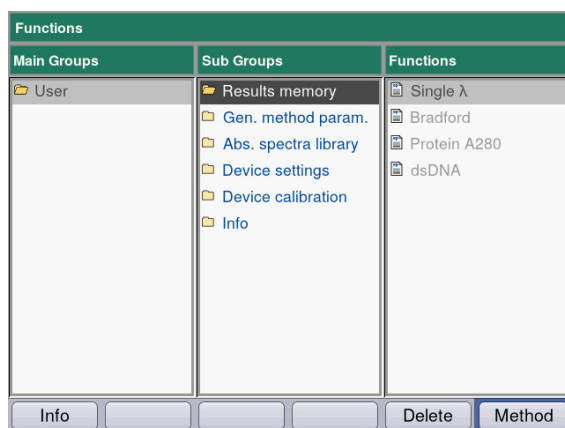 Functions
Main Groups
Sub Groups
Functions
User
Results memory
Gen. method param.
Abs. spectra library
Device settings
Device calibration
Info
Single λ
Bradford
Protein A280
dsDNA
Info
Delete
Method